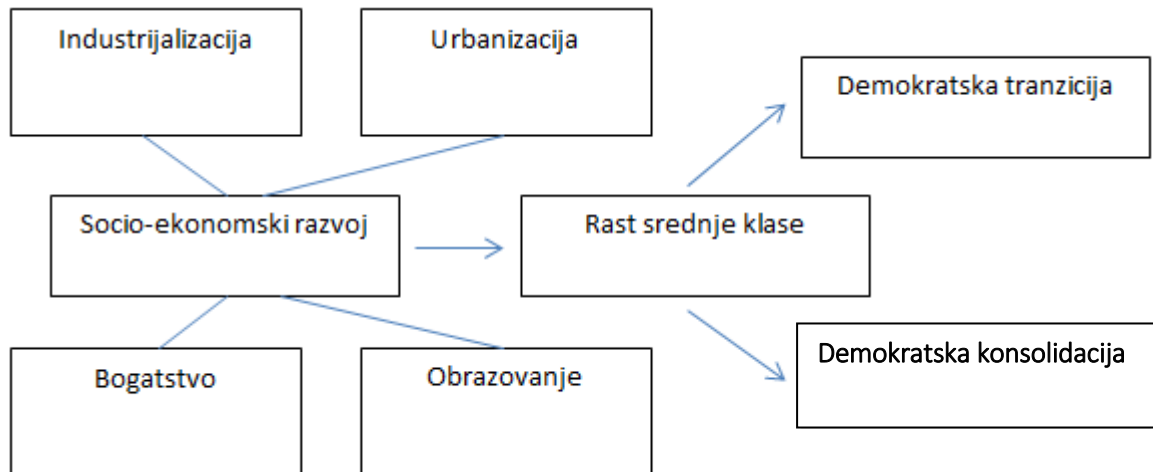 Industrijalizacija
Urbanizacija
Demokratska tranzicija
Socio-ekonomski razvoj
Rast srednje klase
Demokratska konsolidacija
Bogatstvo
Obrazovanje